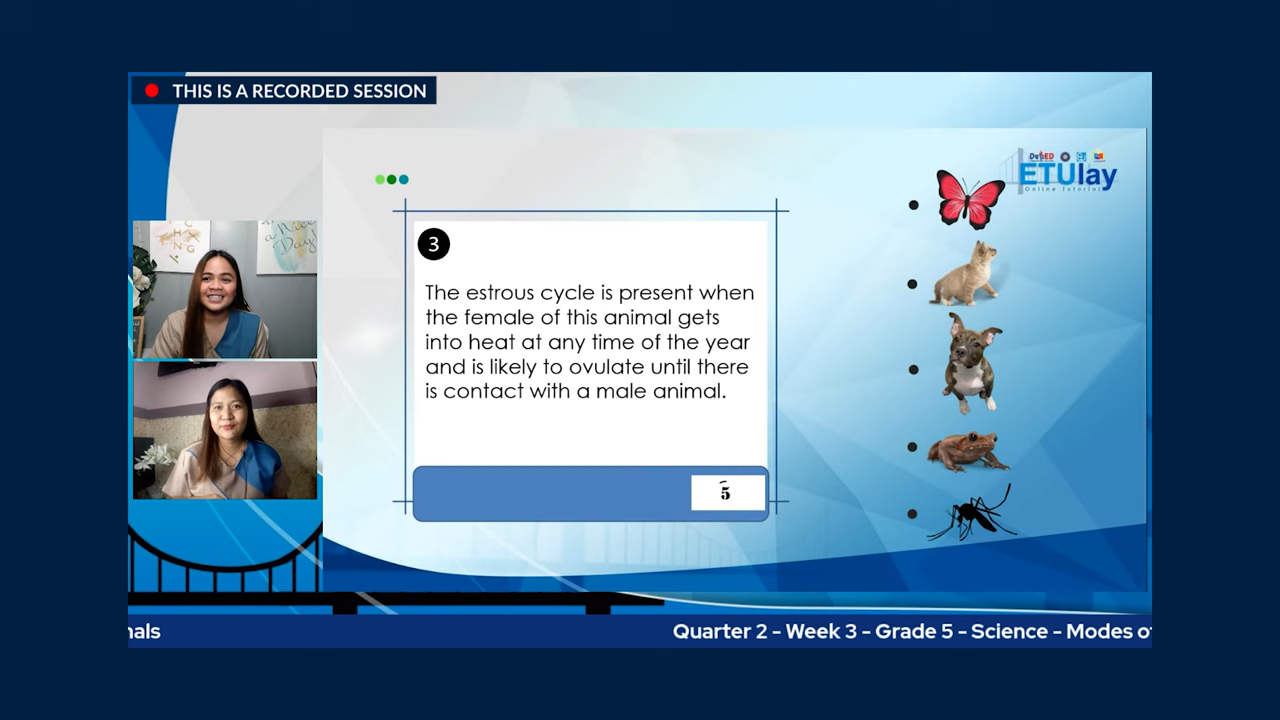 THIS IS A RECORDED SESSION
DepED
ETUlay
Online Tutorial
3
The estrous cycle is present when
the female of this animal gets
into heat at any time of the year
and is likely to ovulate until there
is contact with a male animal.
5
nals
Quarter 2 - Week 3 - Grade 5 - Science - Modes of